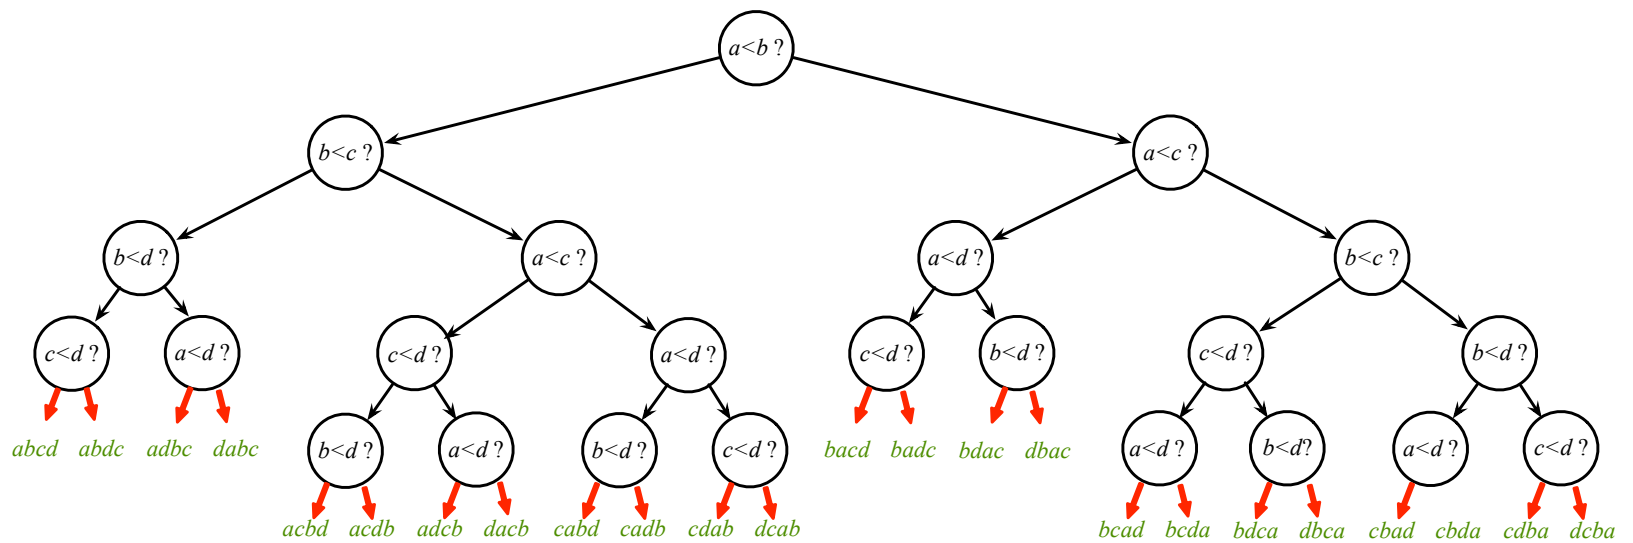 a<b ?
b<c ? a<c ?
b<d ? a<c ? a<d ? b<c ?
c<d ? a<d ? c<d ? a<d ? c<d ? b<d ? c<d ? b<d ?
abcd abdc adbc dabc b<d ? a<d ? b<d ? c<d ? bacd badc bdac dbac a<d ? b<d? a<d ? c<d ?
acbd acdb adcb dacb cabd cadb cdab dcab bcad bcda bdca dbca cbad cbda cdba dcba